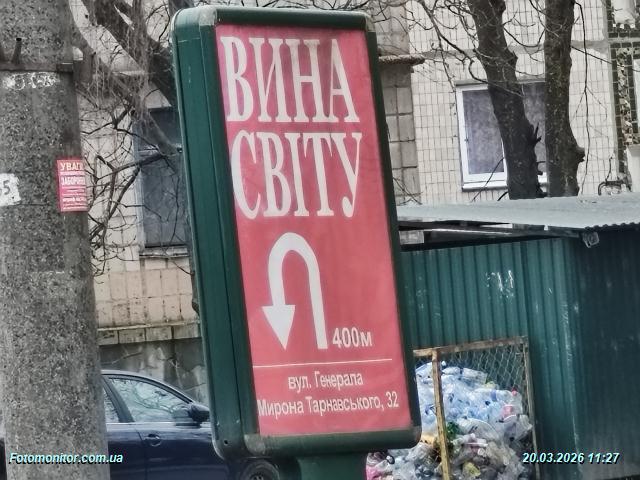 ВИНА
СВІТУ
400м
вул. Генерала
Мирона Тарнавського, 32
УВАГА
Fotomonitor.com.ua
20.03.2026 11:27